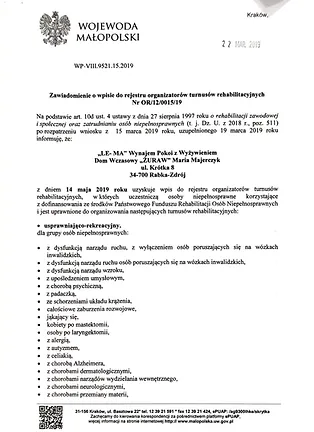 Kraków,
WOJEWODA
MAŁOPOLSKI
22 MAR. 2019
WP-VIII.9521.15.2019
Zawiadomienie o wpisie do rejestru organizatorów turnusów rehabilitacyjnych
Nr OR/12/0015/19
Na podstawie art. 10d ust. 4 ustawy z dnia 27 sierpnia 1997 roku o rehabilitacji zawodowej
i społecznej oraz zatrudnianiu osób niepełnosprawnych (t. j. Dz. U. z 2018 r., poz. 511)
po rozpatrzeniu wniosku z 15 marca 2019 roku, uzupełnionego 19 marca 2019 roku
informuję, że:
„LE- MA” Wynajem Pokoi z Wyżywieniem
Dom Wczasowy „ŻURAW” Maria Majerczyk
ul. Krótka 8
34-700 Rabka-Zdrój
z dniem 14 maja 2019 roku uzyskuje wpis do rejestru organizatorów turnusów
rehabilitacyjnych, w których uczestniczą osoby niepełnosprawne korzystające
z dofinansowania ze środków Państwowego Funduszu Rehabilitacji Osób Niepełnosprawnych
i jest uprawniony do organizowania następujących turnusów rehabilitacyjnych:
• usprawniająco-rekreacyjny,
dla grupy osób niepełnosprawnych:
• z dysfunkcją narządu ruchu, z wyłączeniem osób poruszających się na wózkach
inwalidzkich,
• z dysfunkcją narządu ruchu osób poruszających się na wózkach inwalidzkich,
• z dysfunkcją narządu wzroku,
• z upośledzeniem umysłowym,
• z chorobą psychiczną,
• z padaczką,
• ze schorzeniami układu krążenia,
• całościowe zaburzenia rozwojowe,
• jąkający się,
• kobiety po mastektomii,
• osoby po laryngektomii,
• z alergią,
• z autyzmem,
• z celiakią,
• z chorobą Alzheimera,
• z chorobami dermatologicznymi,
• z chorobami narządów wydzielania wewnętrznego,
• z chorobami neurologicznymi,
• z chorobami przemiany materii,
31-156 Kraków, ul. Basztowa 22 * tel. 12 39 21 591 * fax 12 39 21 424, ePUAP: /ag9300lhke/skrytka
Zachęcamy do korespondencji za pośrednictwem platformy ePUAP,
więcej informacji na stronie internetowej http://www.malopolska.uw.gov.pl